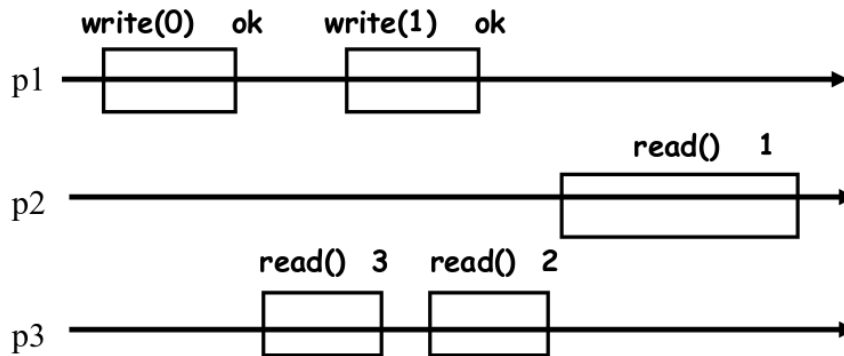 write(0) ok write(1) ok
p1
read() 1
p2
read() 3 read() 2
p3